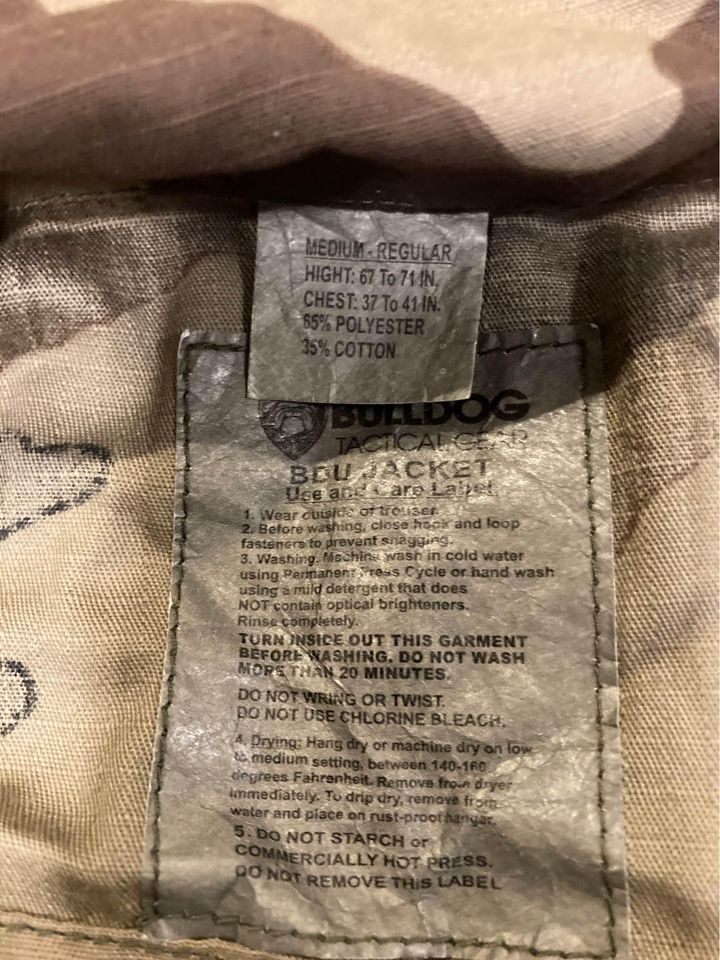 MEDIUM - REGULAR
HIGHT: 67 To 71 IN.
CHEST: 37 To 41 IN.
65% POLYESTER
35% COTTON
BULLDOG
TACTICAL GEAR
BDU JACKET
Use and Care Label
1. Wear outside of trouser.
2. Before washing, close hook and loop
fasteners to prevent snagging.
3. Washing. Machine wash in cold water
using Permanent Press Cycle or hand wash
using a mild detergent that does
NOT contain optical brighteners.
Rinse completely.
TURN INSIDE OUT THIS GARMENT
BEFORE WASHING. DO NOT WASH
MORE THAN 20 MINUTES.
DO NOT WRING OR TWIST.
DO NOT USE CHLORINE BLEACH.
4. Drying: Hang dry or machine dry on low
to medium setting, between 140-160
degrees Fahrenheit. Remove from dryer
immediately. To drip dry, remove from
water and place on rust-proof hanger.
5. DO NOT STARCH or
COMMERCIALLY HOT PRESS.
DO NOT REMOVE THIS LABEL